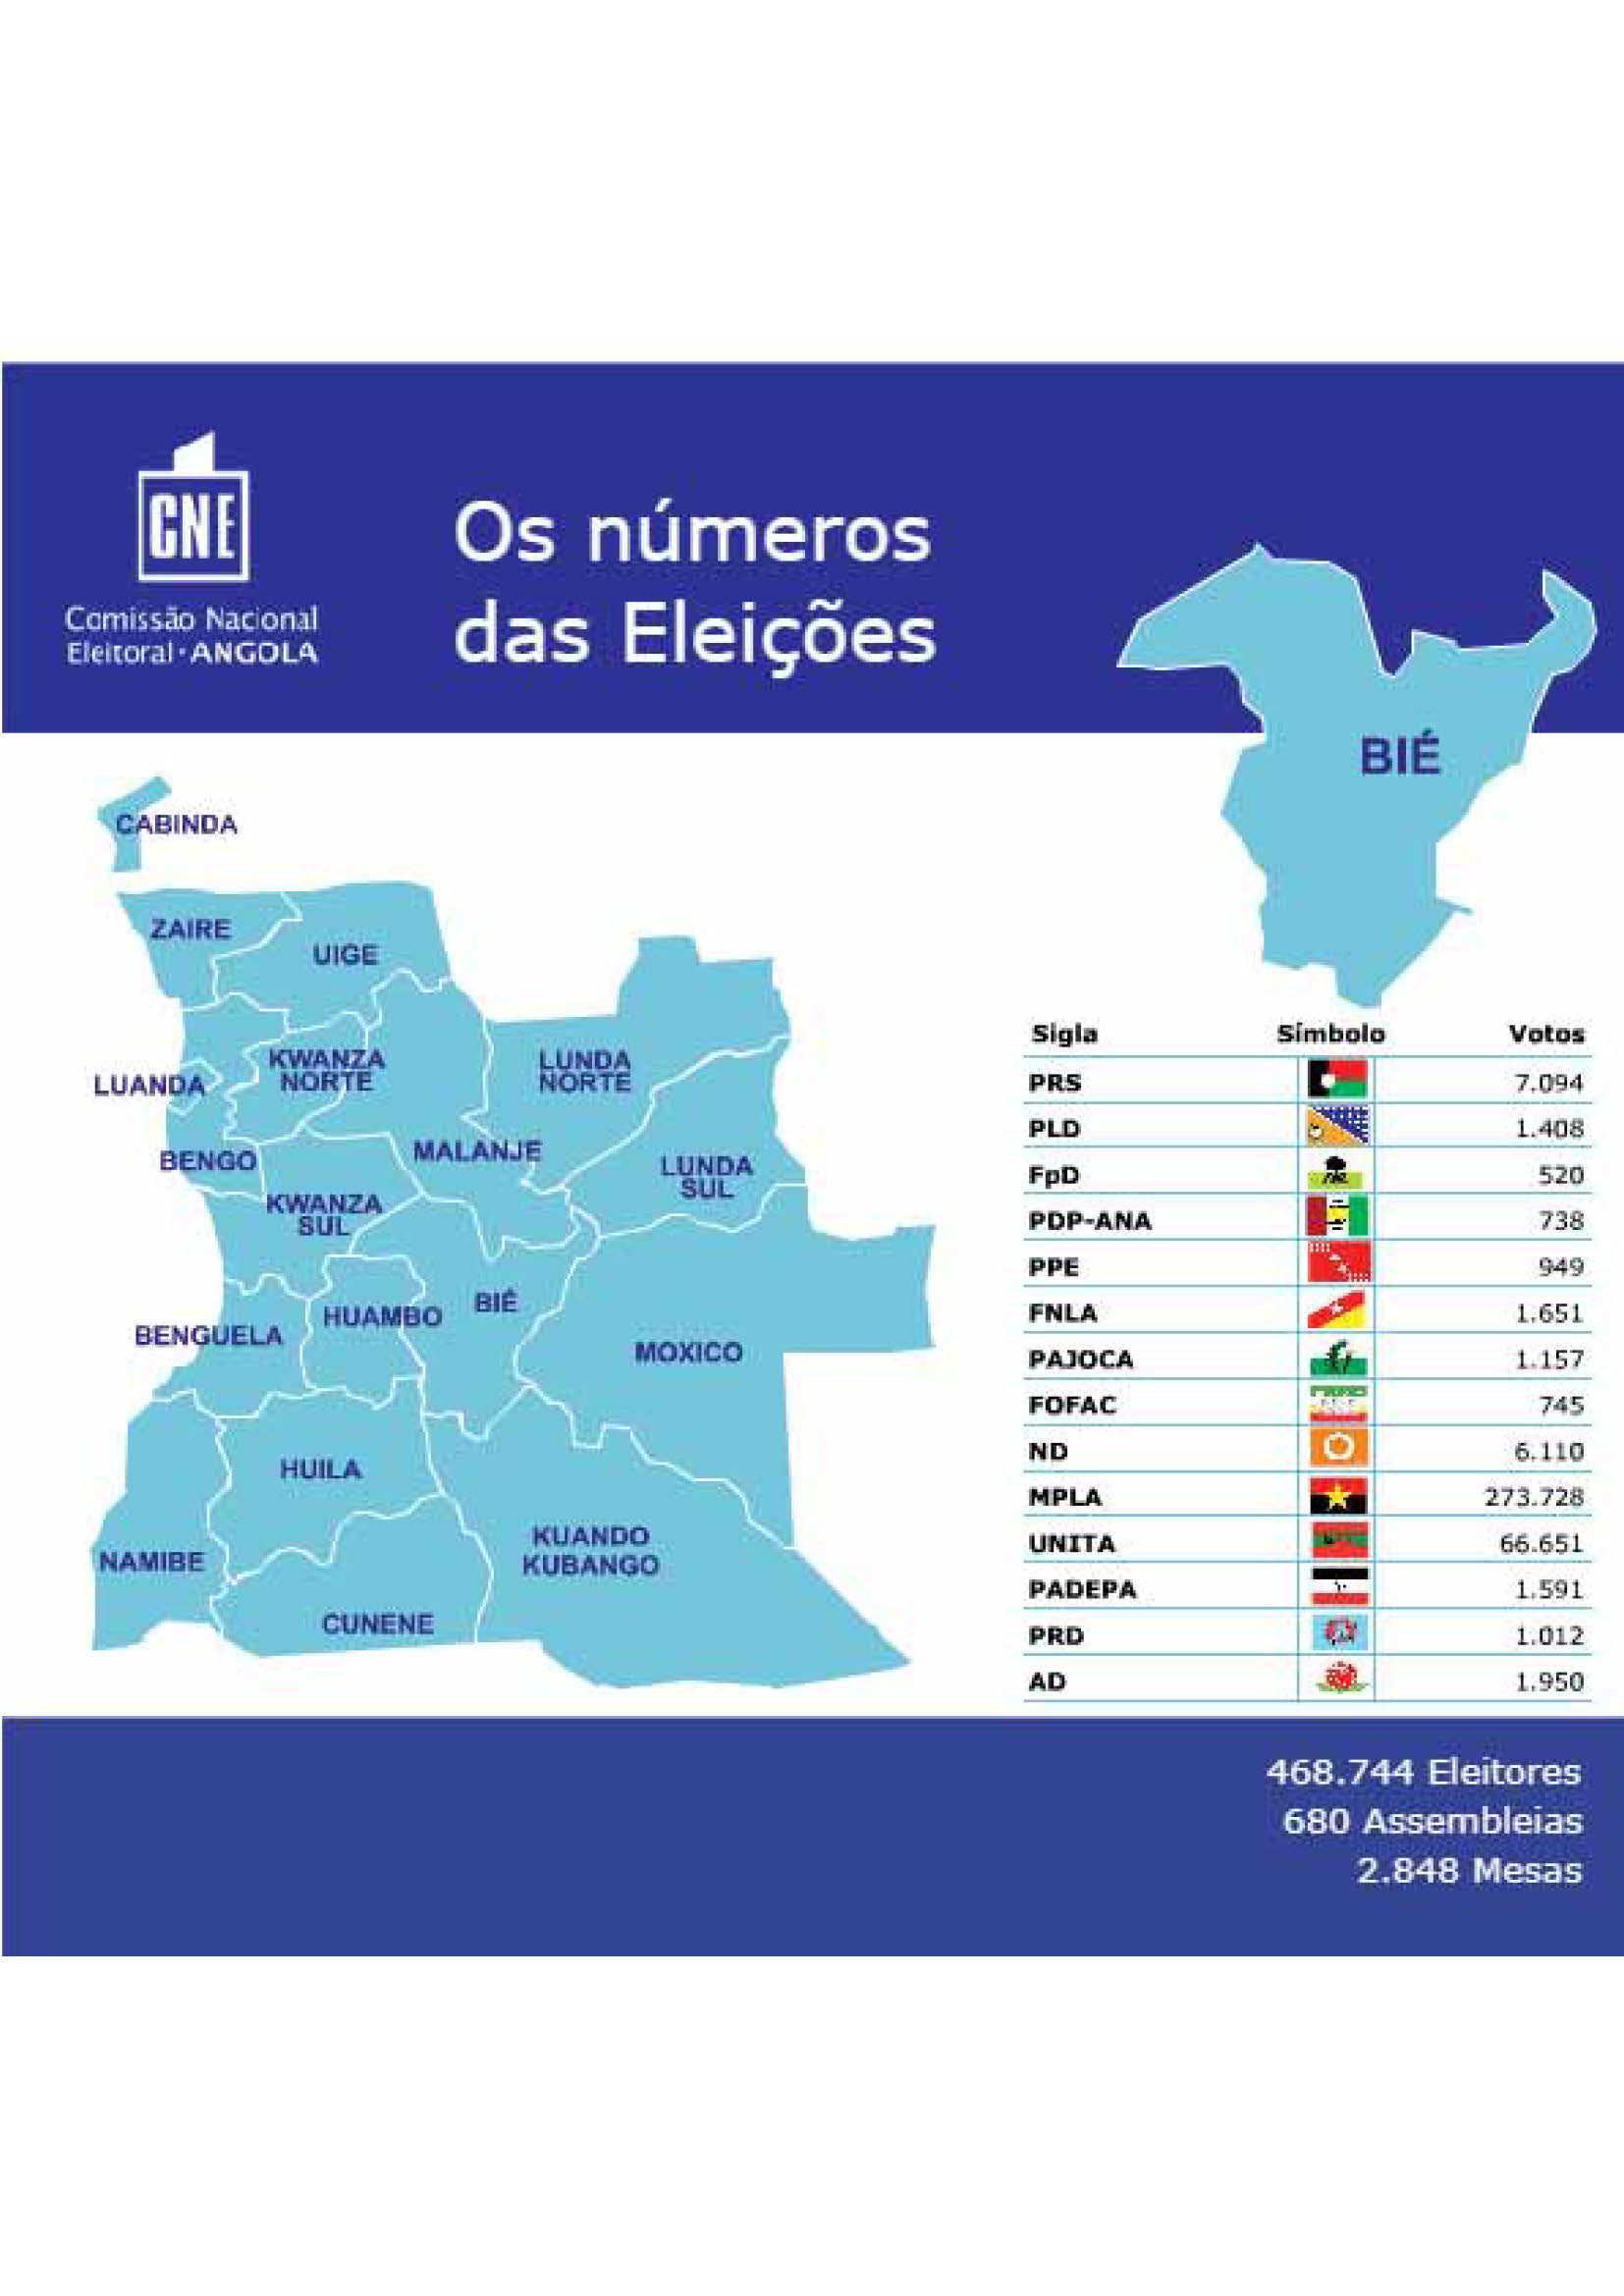 CNE
Comissão Nacional
Eleitoral·ANGOLA
Os números
das Eleições
BIÉ
CABINDA
ZAIRE
UIGE
KWANZA
NORTE
LUNDA
NORTE
LUANDA
BENGO
MALANJE
LUNDA
SUL
KWANZA
SUL
BENGUELA
HUAMBO
BIÉ
MOXICO
HUILA
NAMIBE
KUANDO
KUBANGO
CUNENE
Sigla Símbolo Votos
PRS 7.094
PLD 1.408
FpD 520
PDP-ANA 738
PPE 949
FNLA 1.651
PAJOCA 1.157
FOFAC 745
ND 6.110
MPLA 273.728
UNITA 66.651
PADEPA 1.591
PRD 1.012
AD 1.950
468.744 Eleitores
680 Assembleias
2.848 Mesas